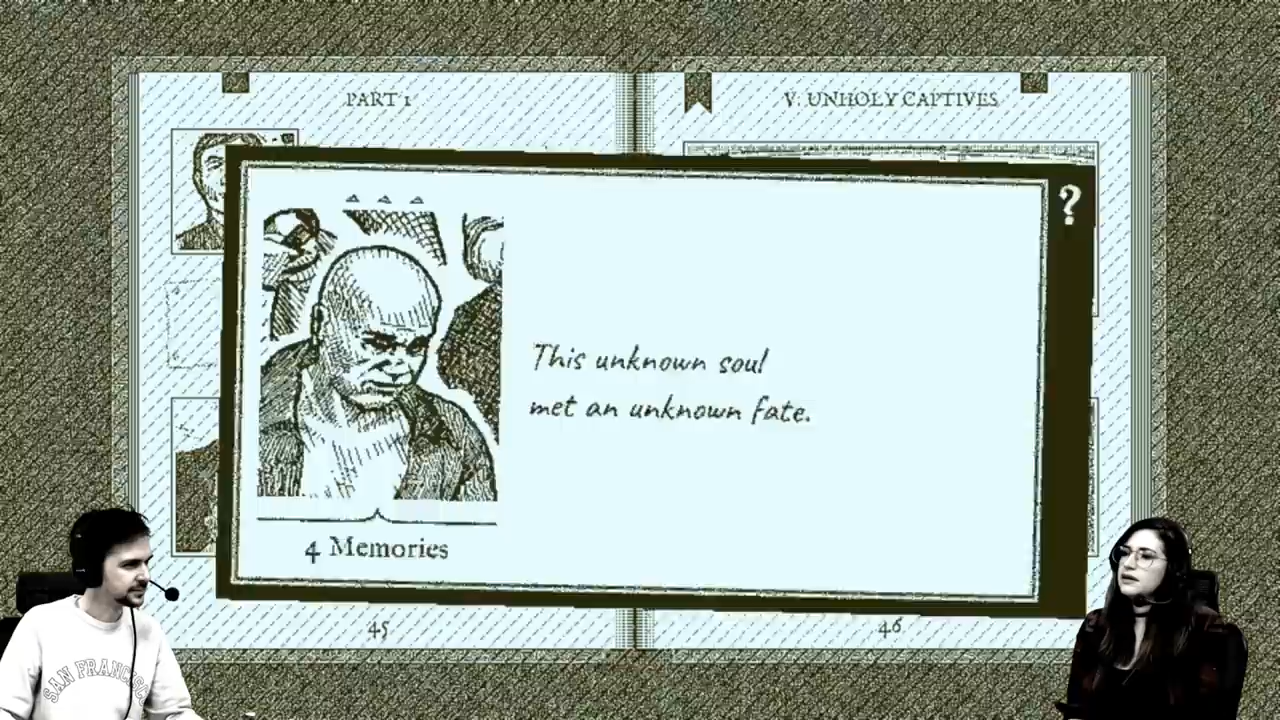 PART 1
V. UNHOLY CAPTIVES
?
This unknown soul
met an unknown fate.
4 Memories
45
46
SAN FRANCISCO